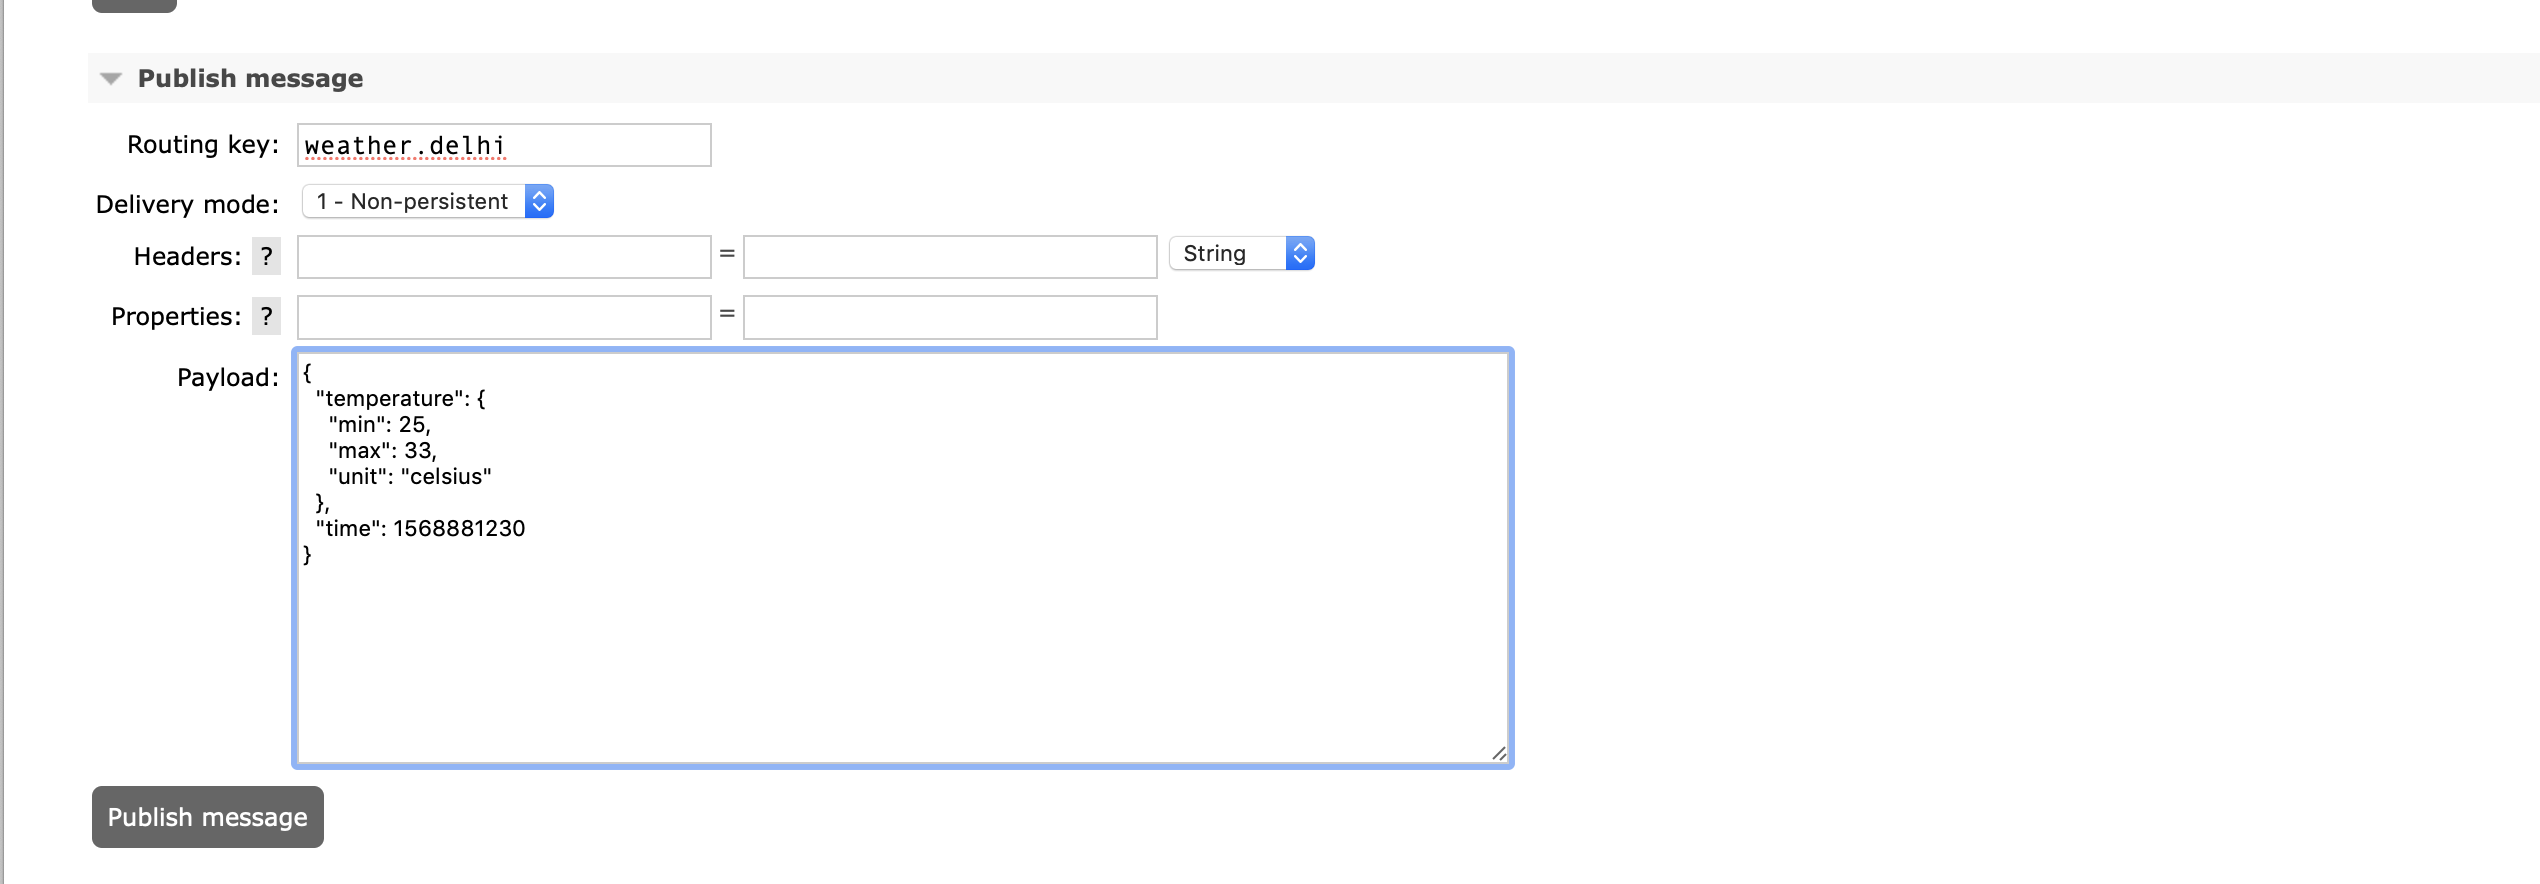 Publish message
Routing key: weather.delhi
Delivery mode: 1 - Non-persistent
Headers: ? = String
Properties: ? =
Payload: {
"temperature": {
"min": 25,
"max": 33,
"unit": "celsius"
},
"time": 1568881230
}
Publish message